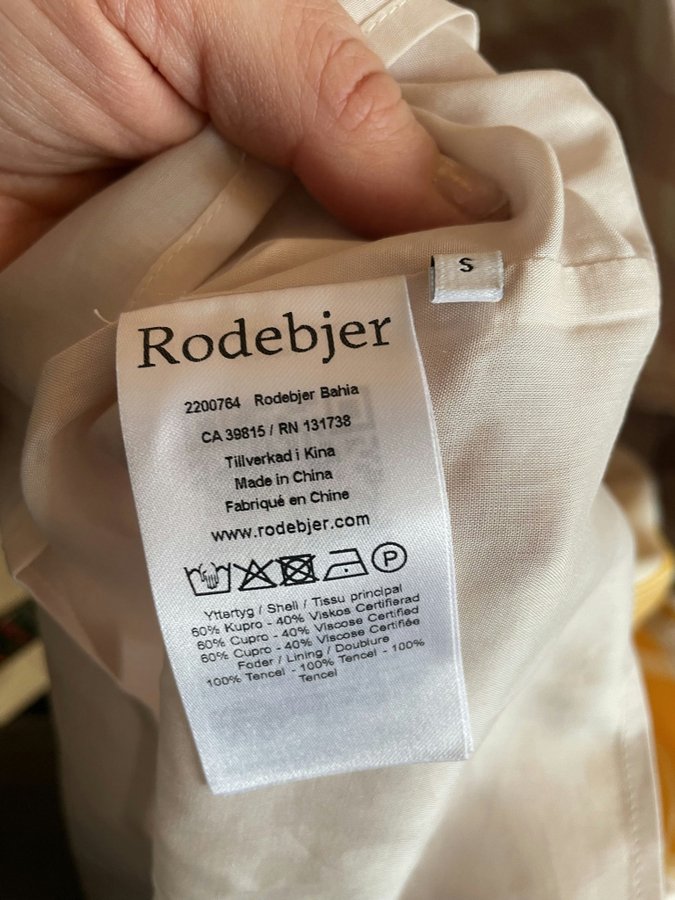 S
Rodebjer
2200764 Rodebjer Bahia
CA 39815 / RN 131738
Tillverkad i Kina
Made in China
Fabriqué en Chine
www.rodebjer.com
P
Yttertyg / Shell / Tissu principal
60% Kupro - 40% Viskos Certifierad
60% Cupro - 40% Viscose Certified
60% Cupro - 40% Viscose Certifiée
Foder / Lining / Doublure
100% Tencel - 100% Tencel - 100%
Tencel